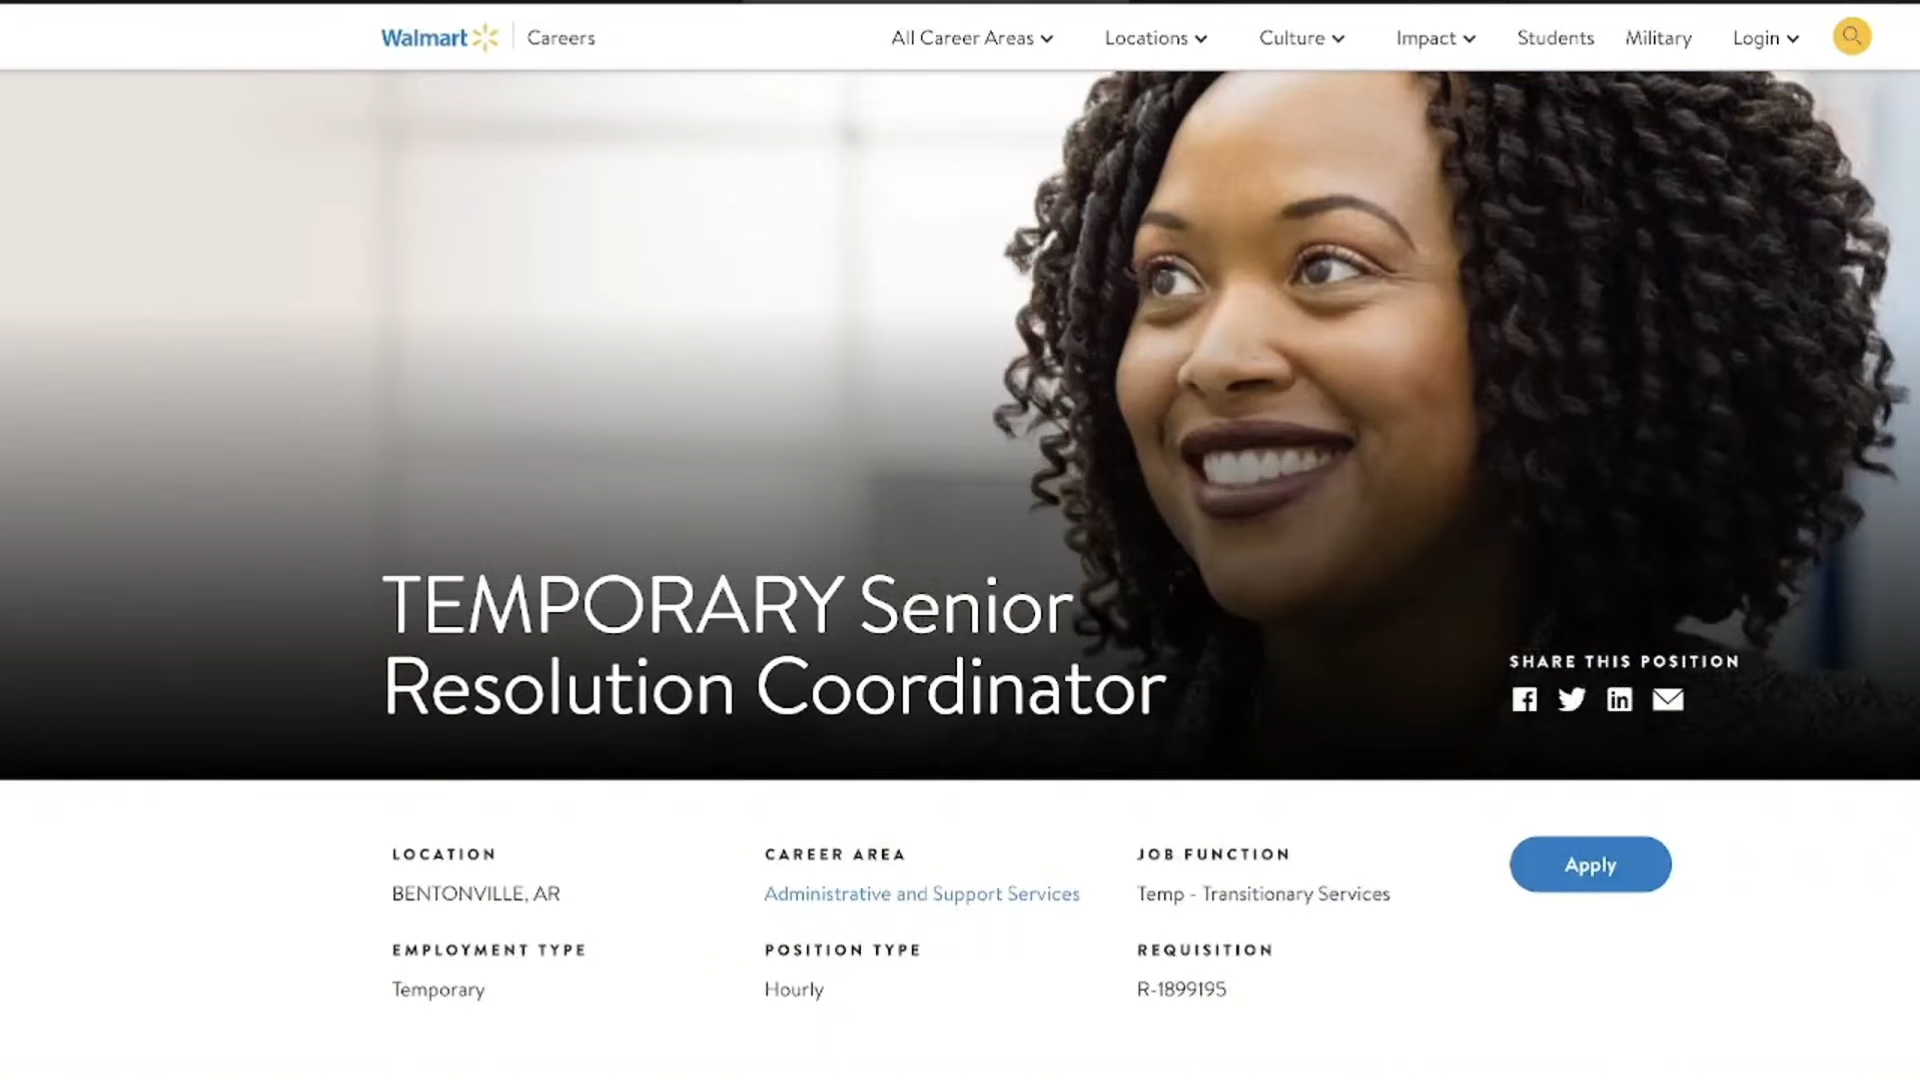 Walmart Careers All Career Areas Locations Culture Impact Students Military Login
TEMPORARY Senior
Resolution Coordinator
SHARE THIS POSITION
LOCATION
BENTONVILLE, AR
CAREER AREA
Administrative and Support Services
JOB FUNCTION
Temp - Transitionary Services
Apply
EMPLOYMENT TYPE
Temporary
POSITION TYPE
Hourly
REQUISITION
R-1899195